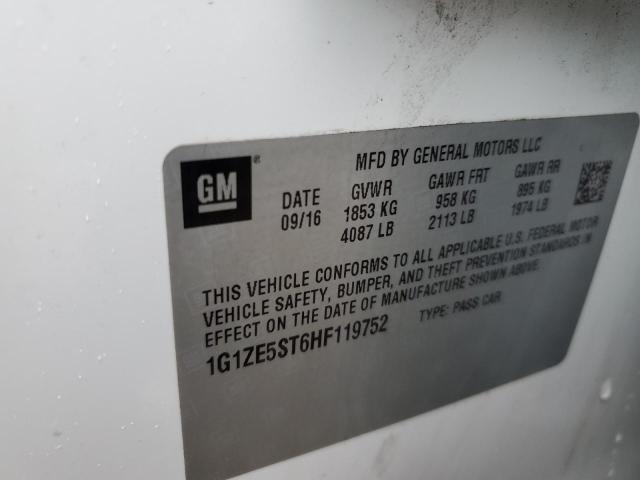 MFD BY GENERAL MOTORS LLC
GM ®
DATE GVWR GAWR FRT GAWR RR
09/16 1853 KG 958 KG 895 KG
4087 LB 2113 LB 1974 LB
THIS VEHICLE CONFORMS TO ALL APPLICABLE U.S. FEDERAL MOTOR
VEHICLE SAFETY, BUMPER, AND THEFT PREVENTION STANDARDS IN
EFFECT ON THE DATE OF MANUFACTURE SHOWN ABOVE.
1G1ZE5ST6HF119752 TYPE: PASS CAR